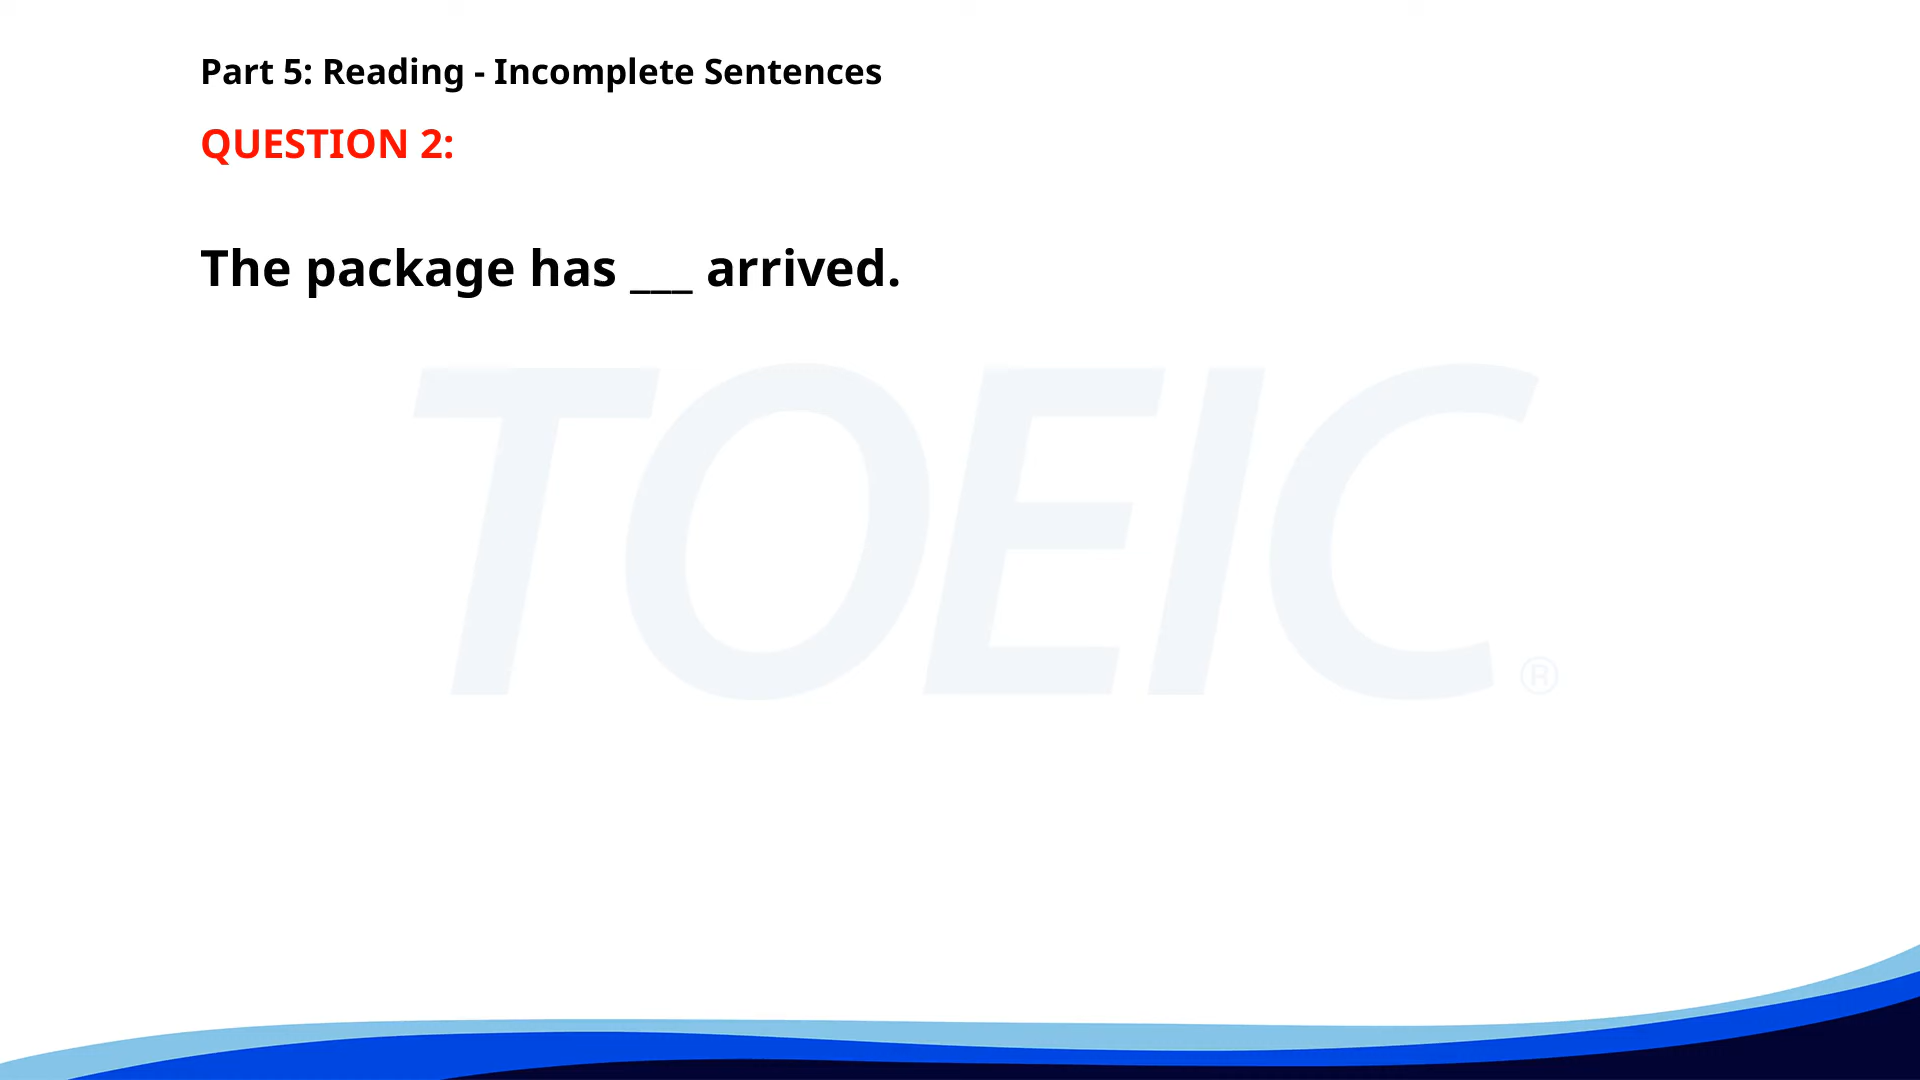 Part 5: Reading - Incomplete Sentences
QUESTION 2:
The package has ___ arrived.
TOEIC®